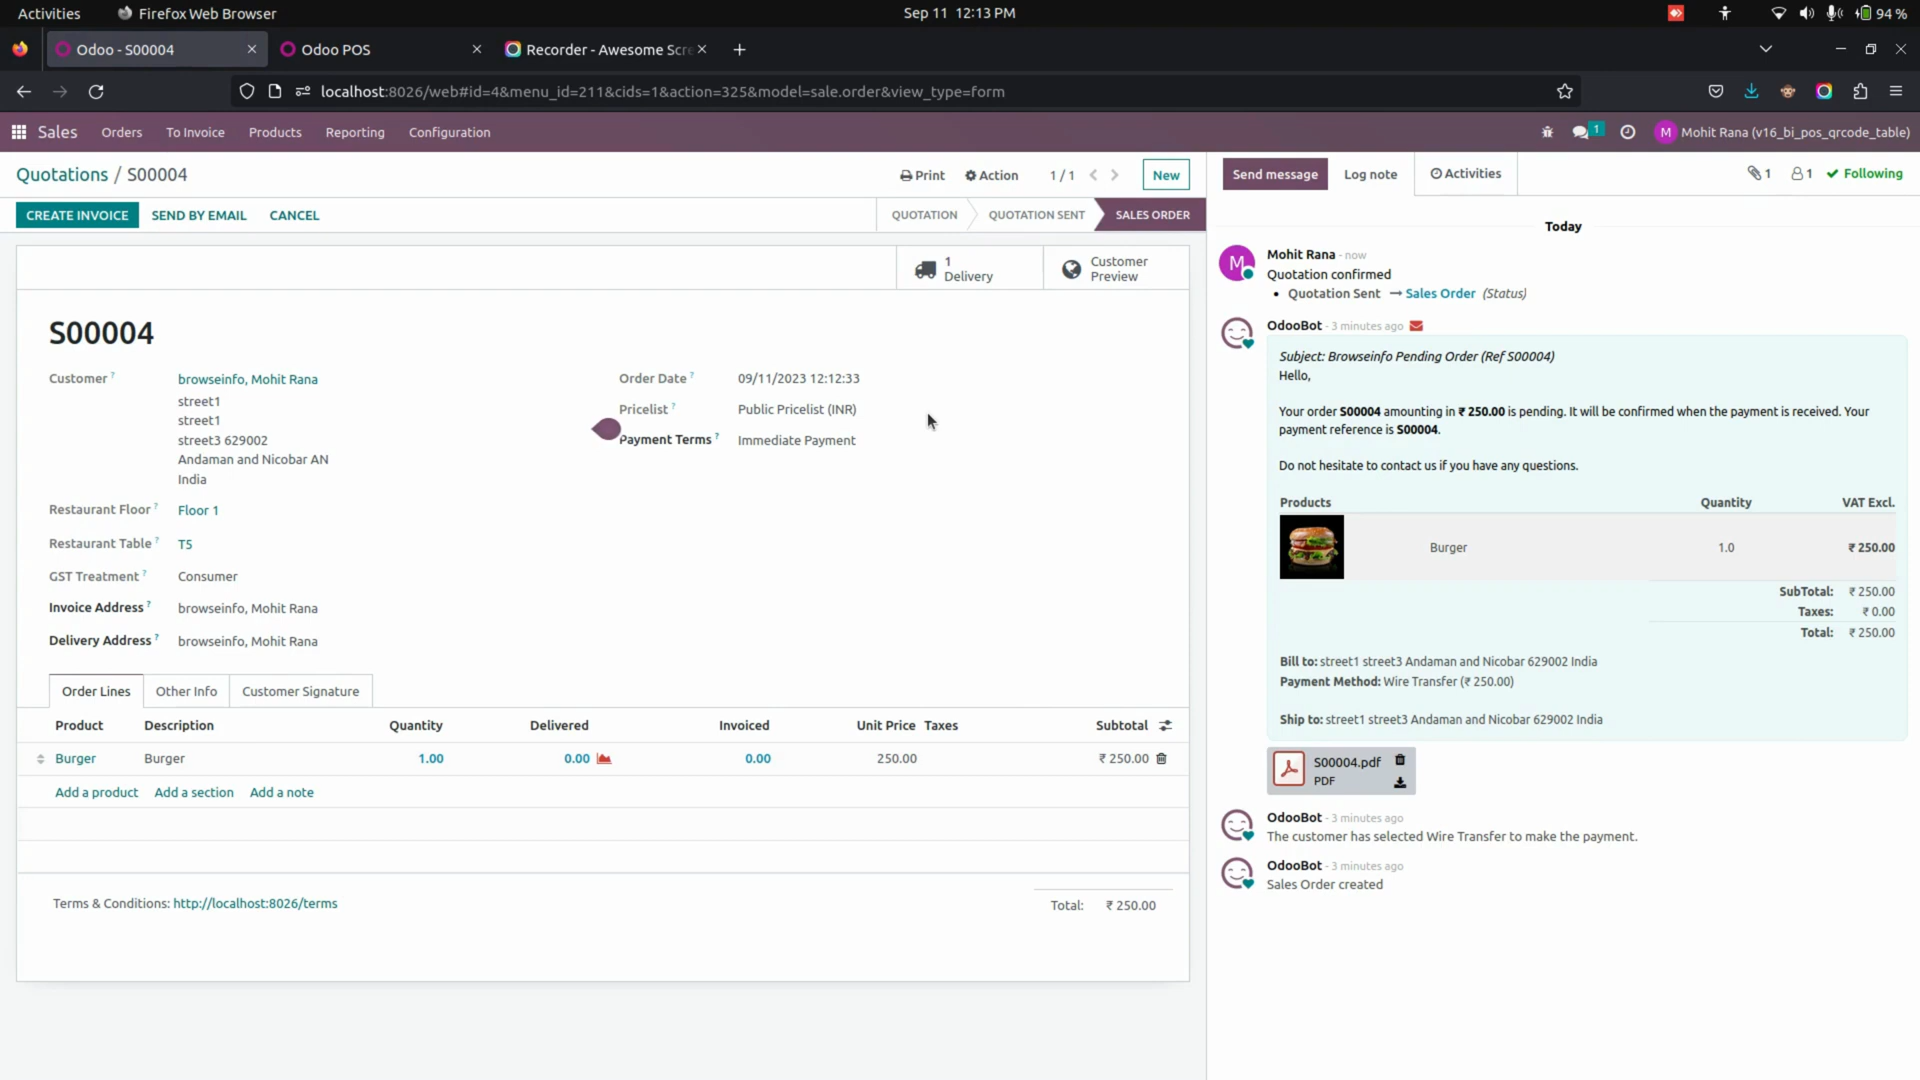 Activities
Firefox Web Browser
Sep 11 12:13 PM
94 %
Odoo - S00004
Odoo POS
Recorder - Awesome Scre
localhost:8026/web#id=4&menu_id=211&cids=1&action=325&model=sale.order&view_type=form
Sales
Orders
To Invoice
Products
Reporting
Configuration
1
M
Mohit Rana (v16_bi_pos_qrcode_table)
Quotations / S00004
Print
Action
1 / 1
New
CREATE INVOICE
SEND BY EMAIL
CANCEL
QUOTATION
QUOTATION SENT
SALES ORDER
1
Delivery
Customer
Preview
S00004
Customer ? browseinfo, Mohit Rana
street1
street1
street3 629002
Andaman and Nicobar AN
India
Restaurant Floor ? Floor 1
Restaurant Table ? T5
GST Treatment ? Consumer
Invoice Address ? browseinfo, Mohit Rana
Delivery Address ? browseinfo, Mohit Rana
Order Date ? 09/11/2023 12:12:33
Pricelist ? Public Pricelist (INR)
Payment Terms ? Immediate Payment
Order Lines
Other Info
Customer Signature
Product Description Quantity Delivered Invoiced Unit Price Taxes Subtotal
Burger Burger 1.00 0.00 0.00 250.00 ₹ 250.00
Add a product Add a section Add a note
Terms & Conditions: http://localhost:8026/terms
Total: ₹ 250.00
Send message
Log note
Activities
1
1
Following
Today
M
Mohit Rana - now
Quotation confirmed
• Quotation Sent → Sales Order (Status)
OdooBot - 3 minutes ago
Subject: Browseinfo Pending Order (Ref S00004)
Hello,
Your order S00004 amounting in ₹ 250.00 is pending. It will be confirmed when the payment is received. Your
payment reference is S00004.
Do not hesitate to contact us if you have any questions.
Products Quantity VAT Excl.
Burger 1.0 ₹ 250.00
SubTotal: ₹ 250.00
Taxes: ₹ 0.00
Total: ₹ 250.00
Bill to: street1 street3 Andaman and Nicobar 629002 India
Payment Method: Wire Transfer (₹ 250.00)
Ship to: street1 street3 Andaman and Nicobar 629002 India
S00004.pdf
PDF
OdooBot - 3 minutes ago
The customer has selected Wire Transfer to make the payment.
OdooBot - 3 minutes ago
Sales Order created